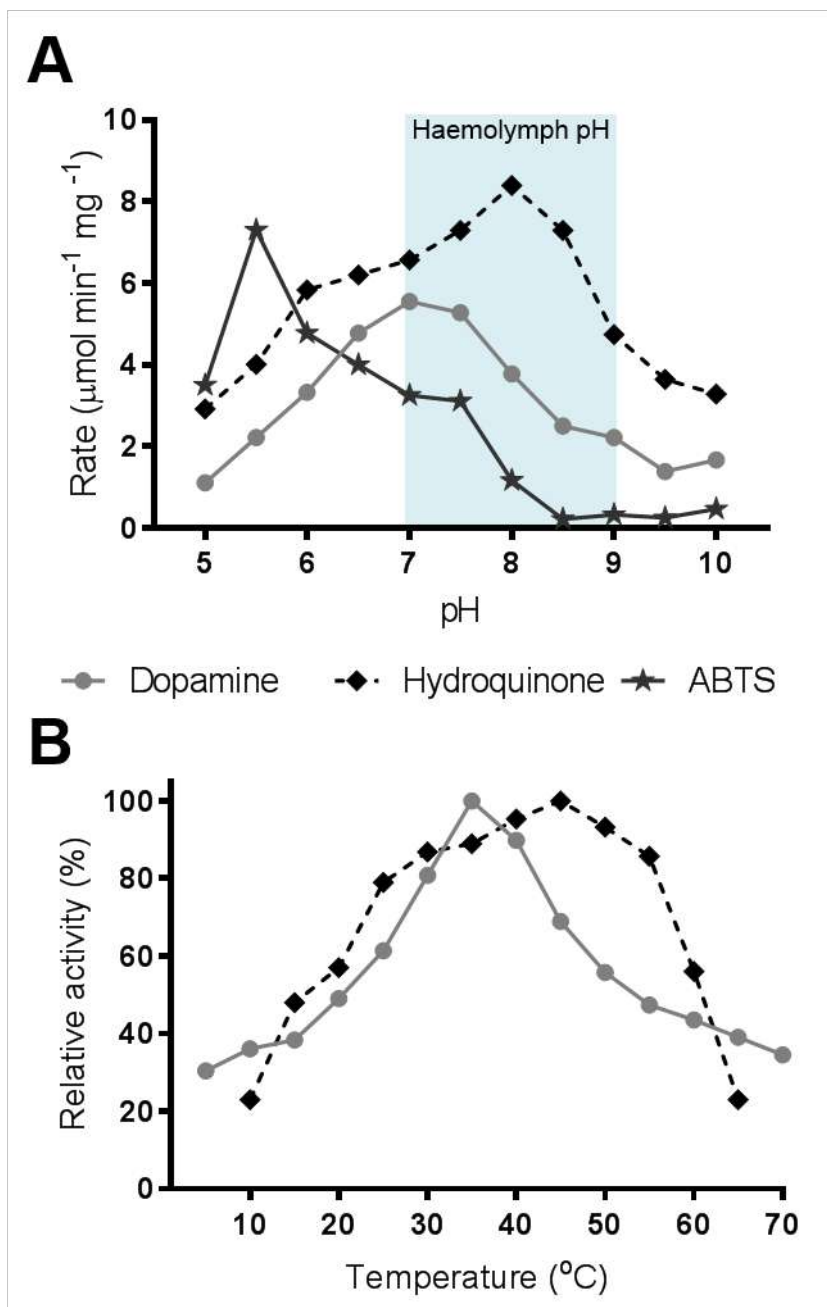 A
10
Haemolymph pH
8
6
4
2
0
Rate (μmol min⁻¹ mg ⁻¹)
5 6 7 8 9 10
pH
Dopamine Hydroquinone ABTS
B
100
80
60
40
20
0
Relative activity (%)
10 20 30 40 50 60 70
Temperature (⁰C)